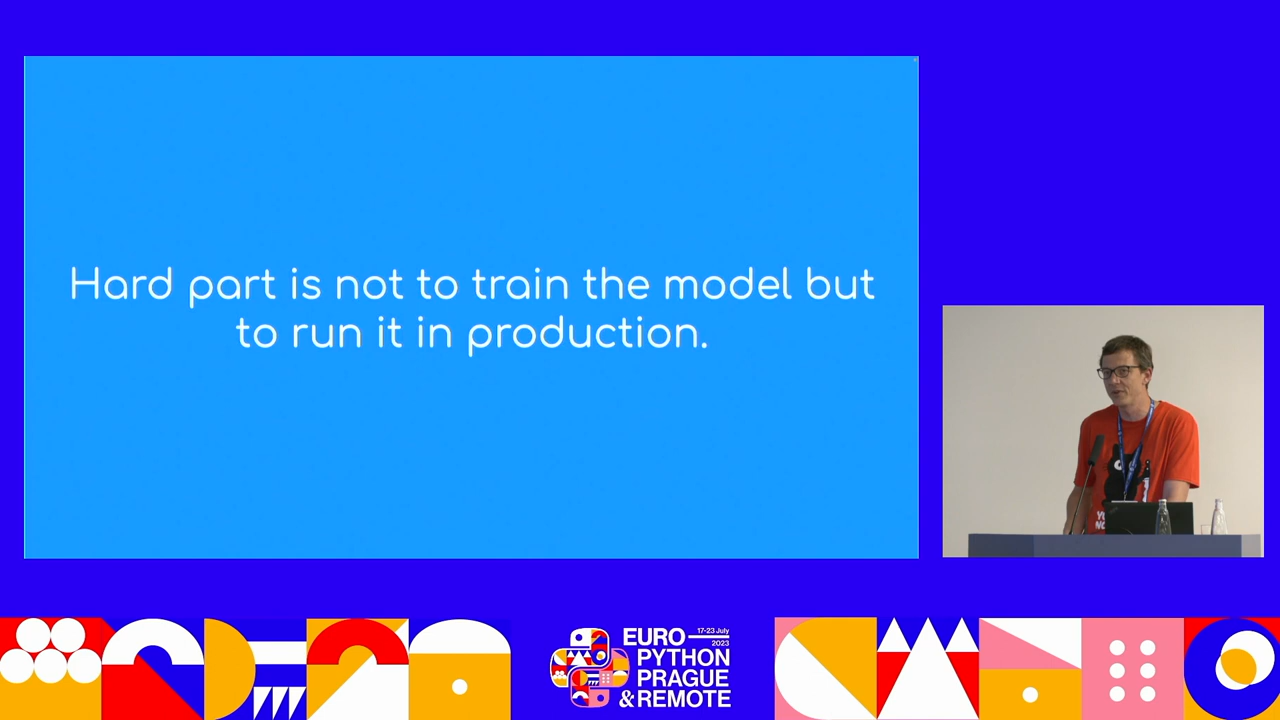 Hard part is not to train the model but
to run it in production.
EURO
17-23 July
2023
PYTHON
PRAGUE
& REMOTE